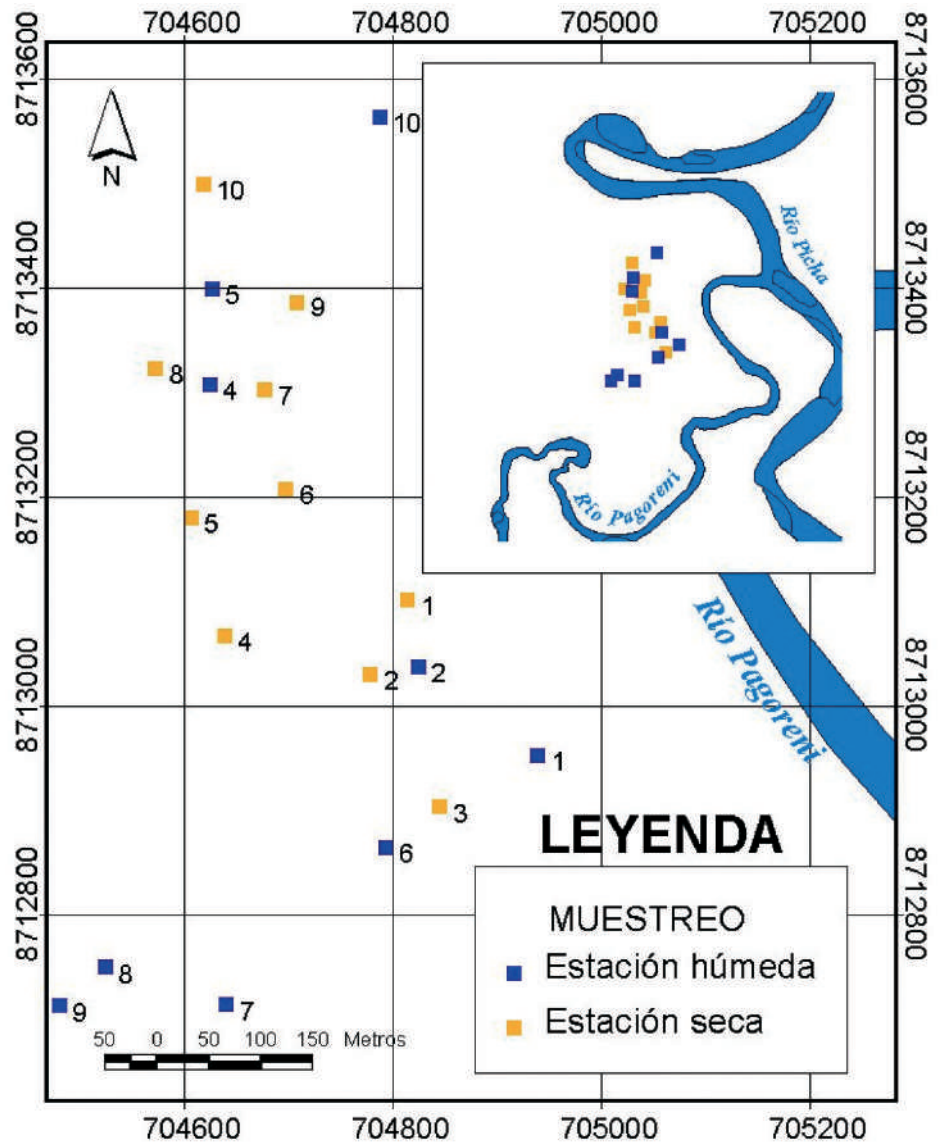 704600 704800 705000 705200
8713600
8713600
N
10
10
5
9
8713400
8713400
8
4
7
6
5
8713200
8713200
Río Picha
Río Pagoreni
1
4
2
2
Río Pagoreni
8713000
8713000
1
3
6
LEYENDA
MUESTREO
Estación húmeda
Estación seca
8712800
8712800
8
9
7
50 0 50 100 150 Metros
704600 704800 705000 705200